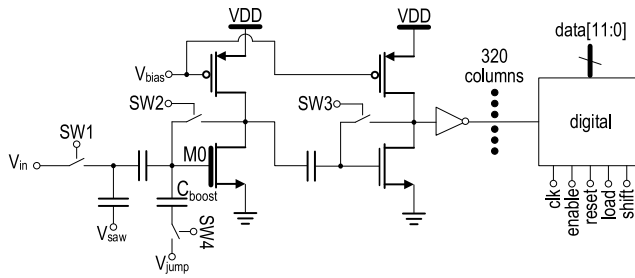 VDD
VDD
data[11:0]
320
columns
V_bias
SW2
SW3
digital
SW1
M0
V_in
C_boost
SW4
V_saw
V_jump
clk
enable
reset
load
shift